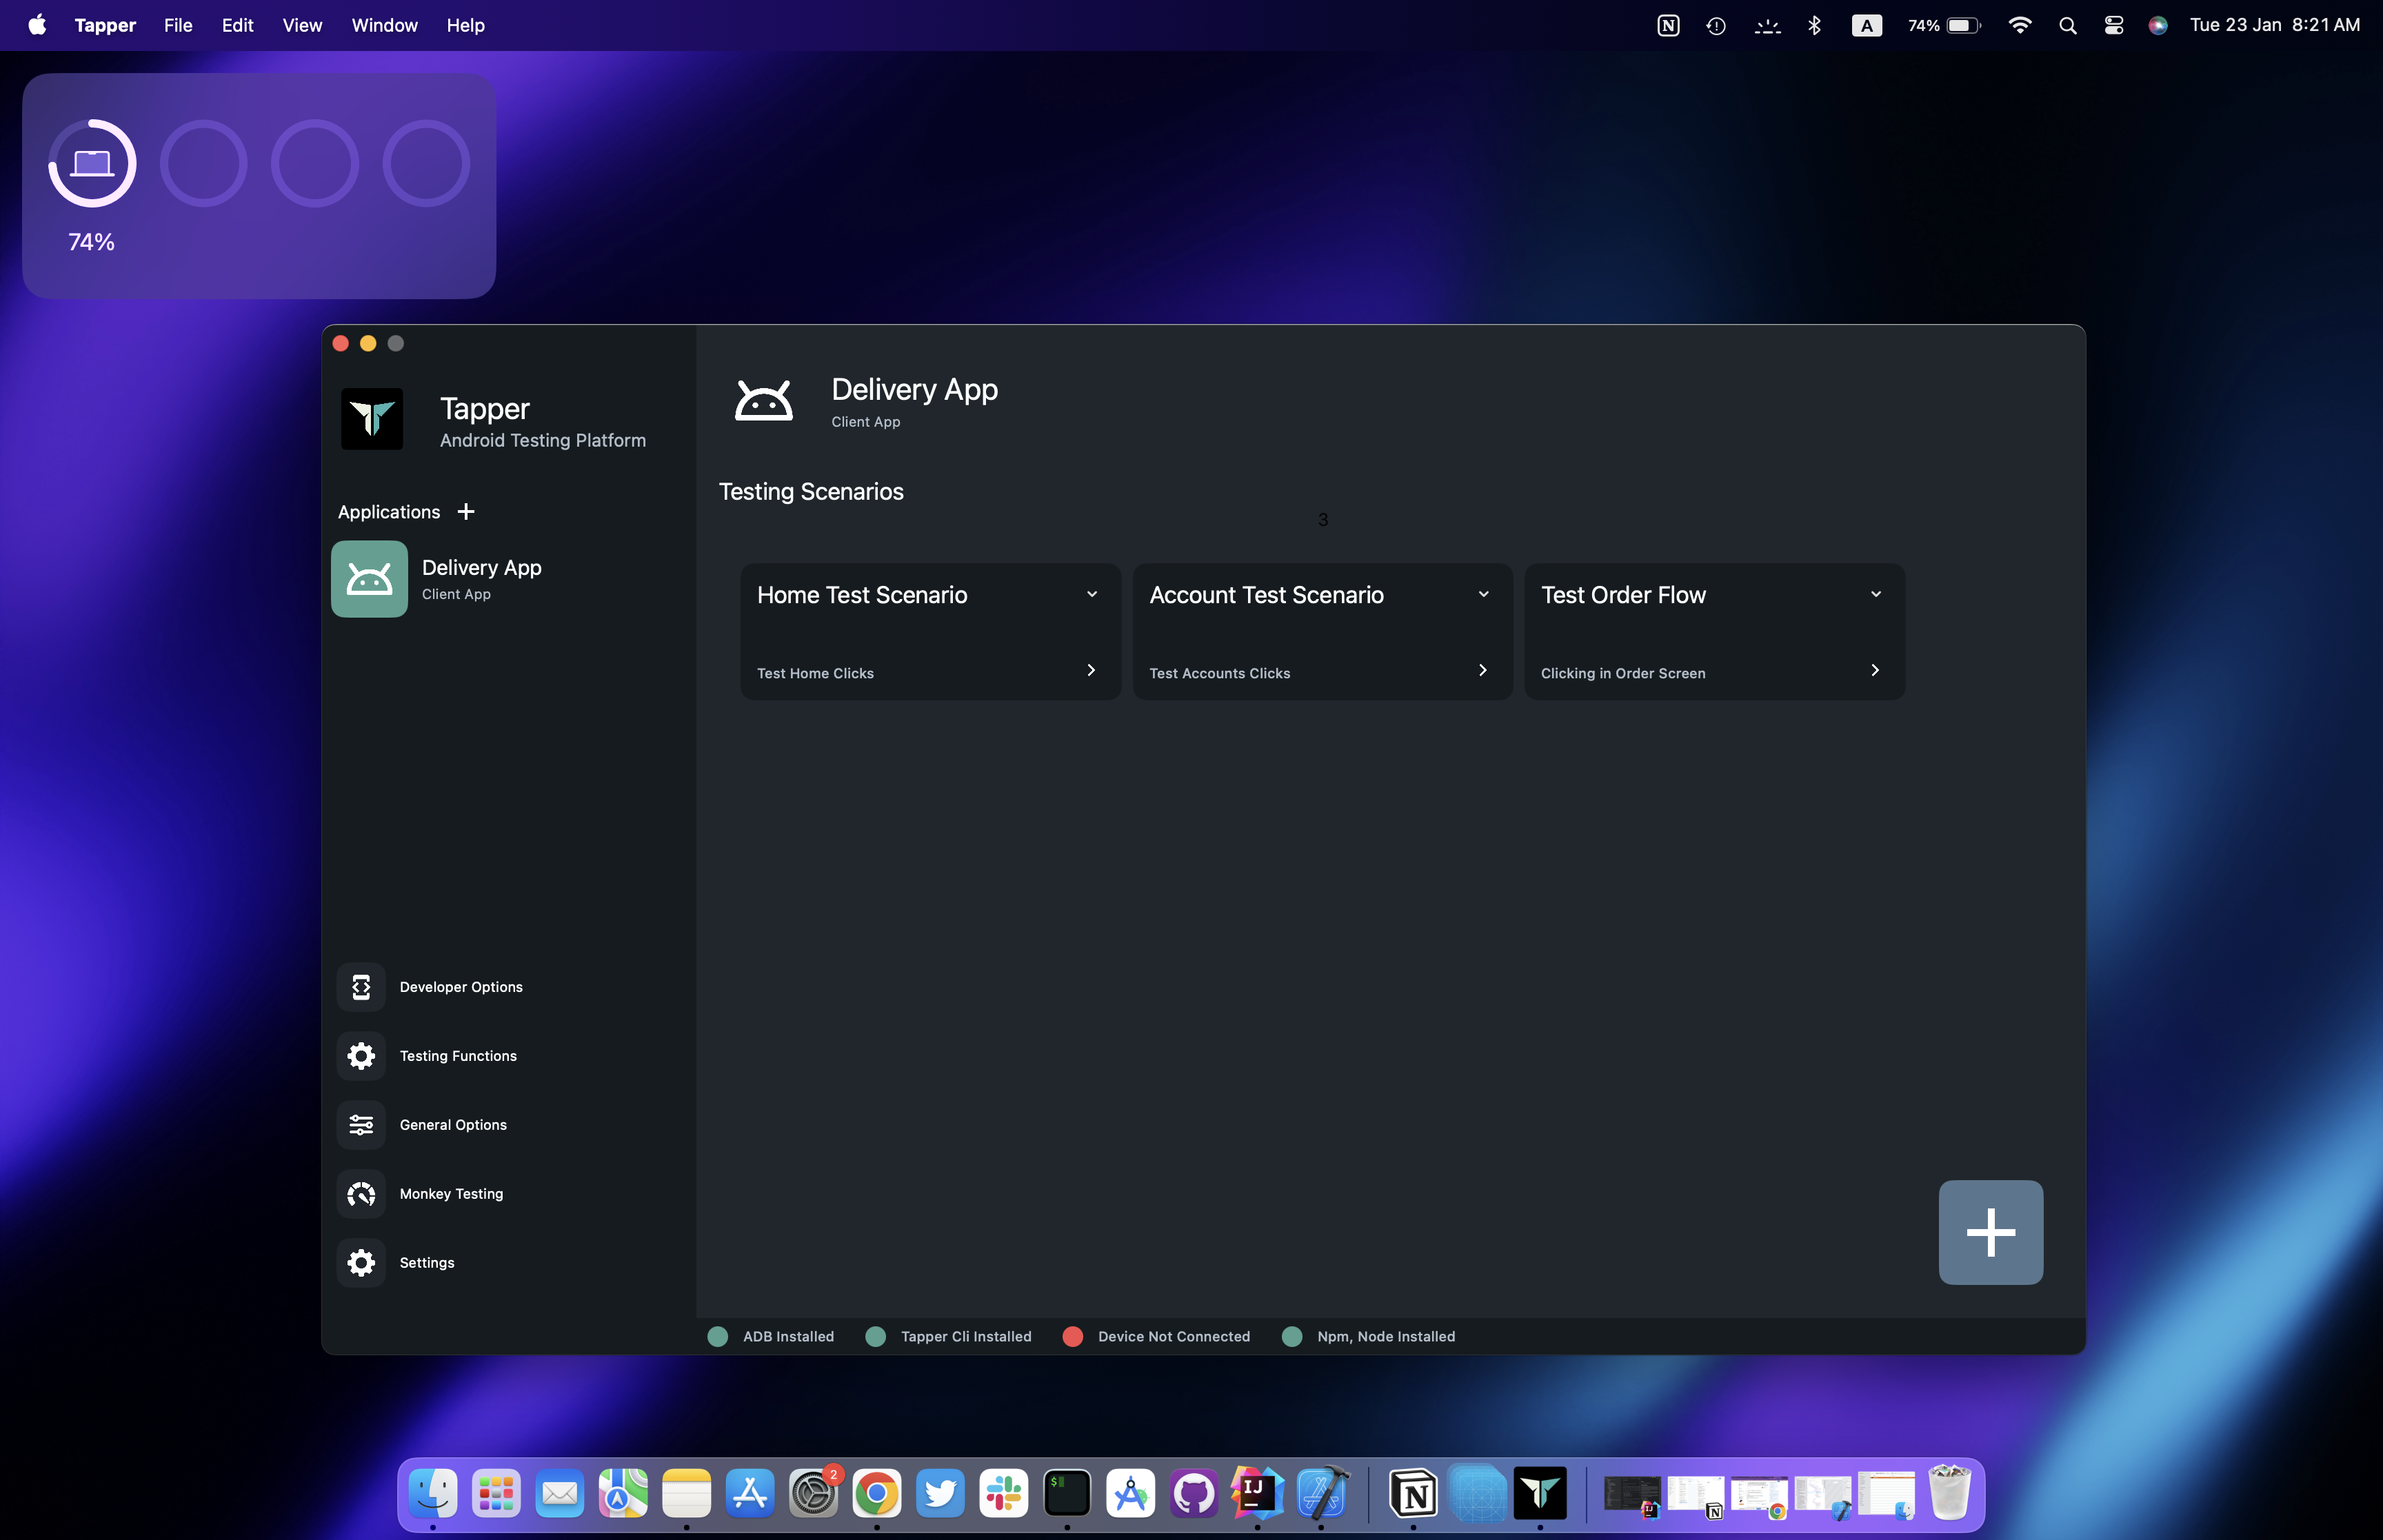 Tapper File Edit View Window Help
N A 74% Tue 23 Jan 8:21 AM
74%
Tapper
Android Testing Platform
Applications
Delivery App
Client App
Developer Options
Testing Functions
General Options
Monkey Testing
Settings
Delivery App
Client App
Testing Scenarios
3
Home Test Scenario
Test Home Clicks
Account Test Scenario
Test Accounts Clicks
Test Order Flow
Clicking in Order Screen
ADB Installed Tapper Cli Installed Device Not Connected Npm, Node Installed
2
$
IJ
N